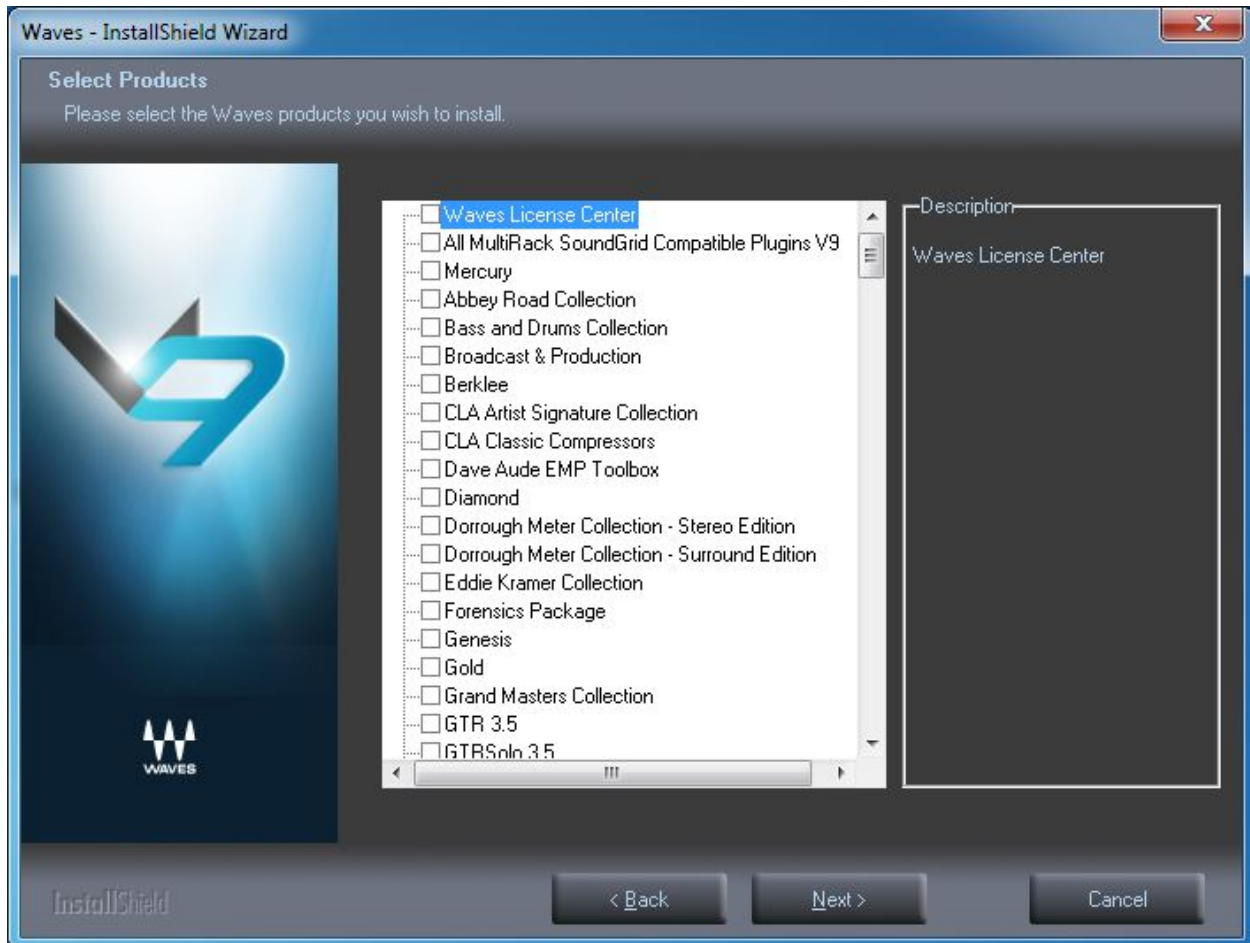 Waves - InstallShield Wizard
Select Products
Please select the Waves products you wish to install.
Waves License Center
All MultiRack SoundGrid Compatible Plugins V9
Mercury
Abbey Road Collection
Bass and Drums Collection
Broadcast & Production
Berklee
CLA Artist Signature Collection
CLA Classic Compressors
Dave Aude EMP Toolbox
Diamond
Dorrough Meter Collection - Stereo Edition
Dorrough Meter Collection - Surround Edition
Eddie Kramer Collection
Forensics Package
Genesis
Gold
Grand Masters Collection
GTR 3.5
GTRSolo 3.5
Description
Waves License Center
V9
WAVES
InstallShield
< Back
Next >
Cancel